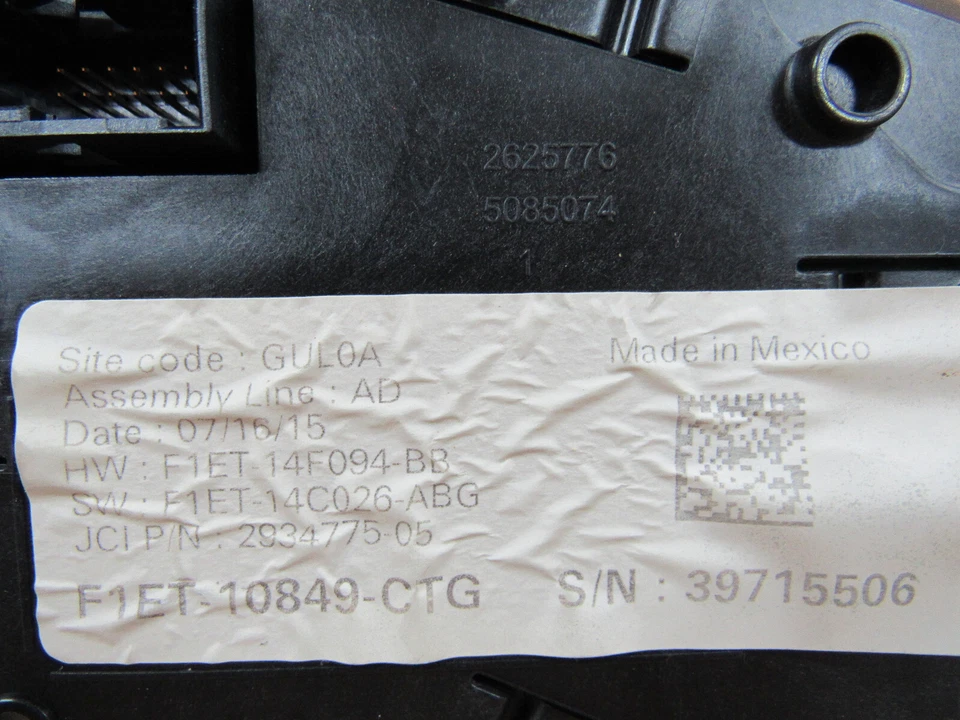 2625776
5085074
1
Site code : GUL0A
Made in Mexico
Assembly Line : AD
Date : 07/16/15
HW : F1ET-14F094-BB
SW : F1ET-14C026-ABG
JCI P/N : 2934775-05
F1ET-10849-CTG
S/N : 39715506